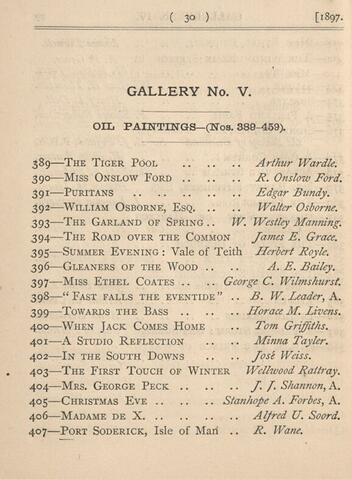 ( 30 ) [1897.
GALLERY No. V.
OIL PAINTINGS—(Nos. 389-459).
389—The Tiger Pool .. .. .. Arthur Wardle.
390—Miss Onslow Ford .. .. R. Onslow Ford.
391—Puritans .. .. .. .. Edgar Bundy.
392—William Osborne, Esq. .. .. Walter Osborne.
393—The Garland of Spring .. W. Westley Manning.
394—The Road over the Common James E. Grace.
395—Summer Evening: Vale of Teith Herbert Royle.
396—Gleaners of the Wood .. .. A. E. Bailey.
397—Miss Ethel Coates .. George C. Wilmshurst.
398—"Fast falls the eventide" .. B. W. Leader, A.
399—Towards the Bass .. .. Horace M. Livens.
400—When Jack Comes Home .. Tom Griffiths.
401—A Studio Reflection .. Minna Tayler.
402—In the South Downs .. .. José Weiss.
403—The First Touch of Winter Wellwood Rattray.
404—Mrs. George Peck .. .. J. J. Shannon, A.
405—Christmas Eve .. .. Stanhope A. Forbes, A.
406—Madame de X. .. .. .. Alfred U. Soord.
407—Port Soderick, Isle of Man .. R. Wane.